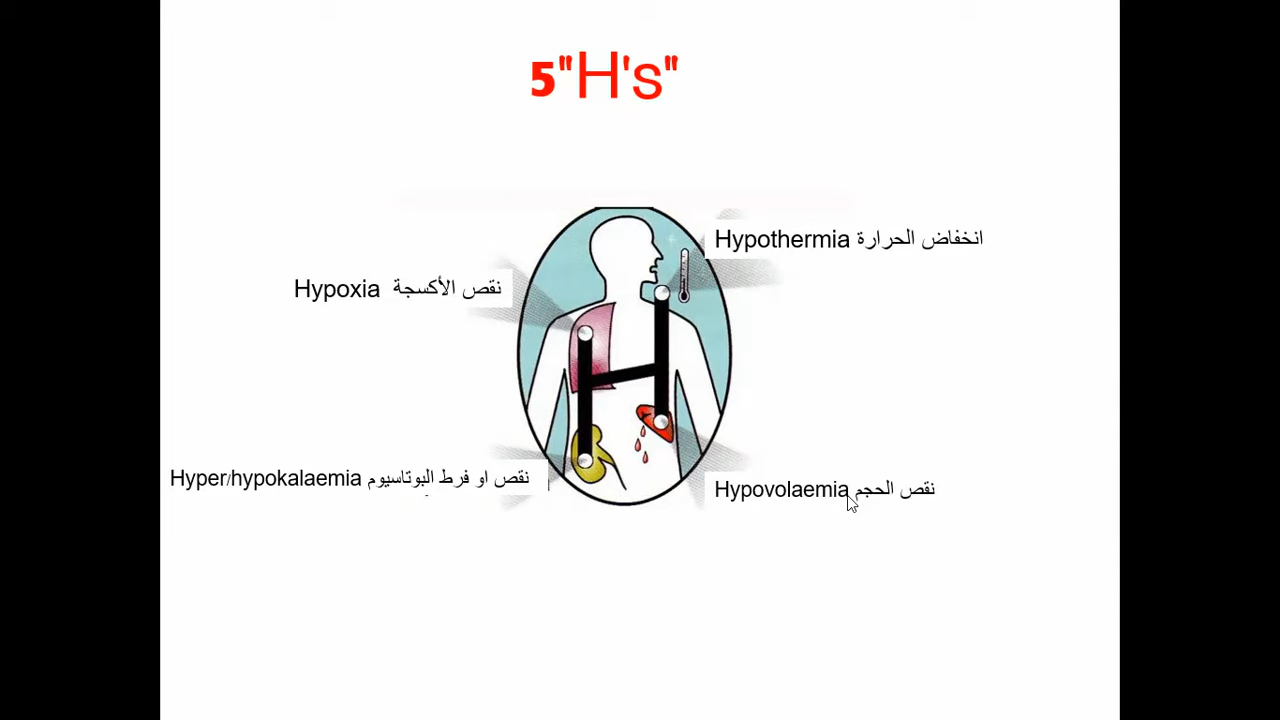 5"H's"
Hypothermia انخفاض الحرارة
Hypoxia نقص الأكسجة
Hyper/hypokalaemia نقص او فرط البوتاسيوم
Hypovolaemia نقص الحجم